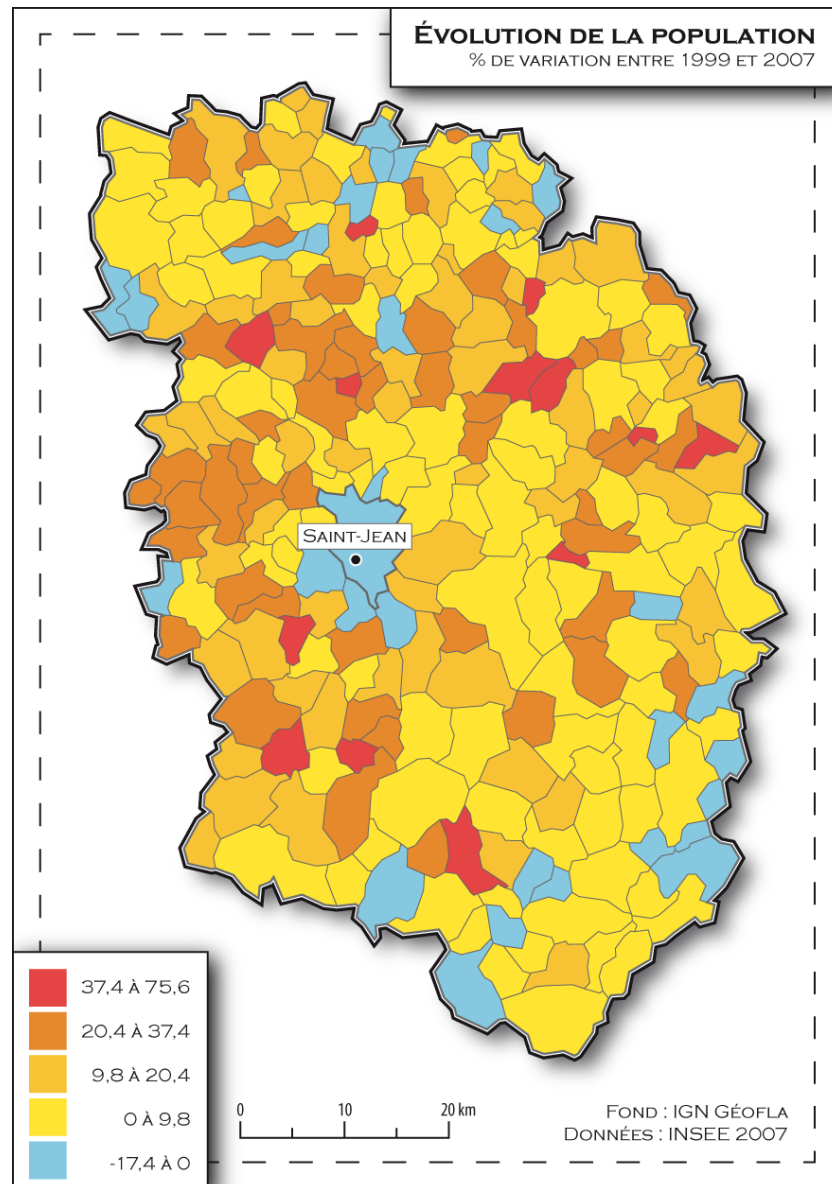 ÉVOLUTION DE LA POPULATION
% DE VARIATION ENTRE 1999 ET 2007
SAINT-JEAN
37,4 À 75,6
20,4 À 37,4
9,8 À 20,4
0 À 9,8
-17,4 À 0
0 10 20 km
FOND : IGN GÉOFLA
DONNÉES : INSEE 2007